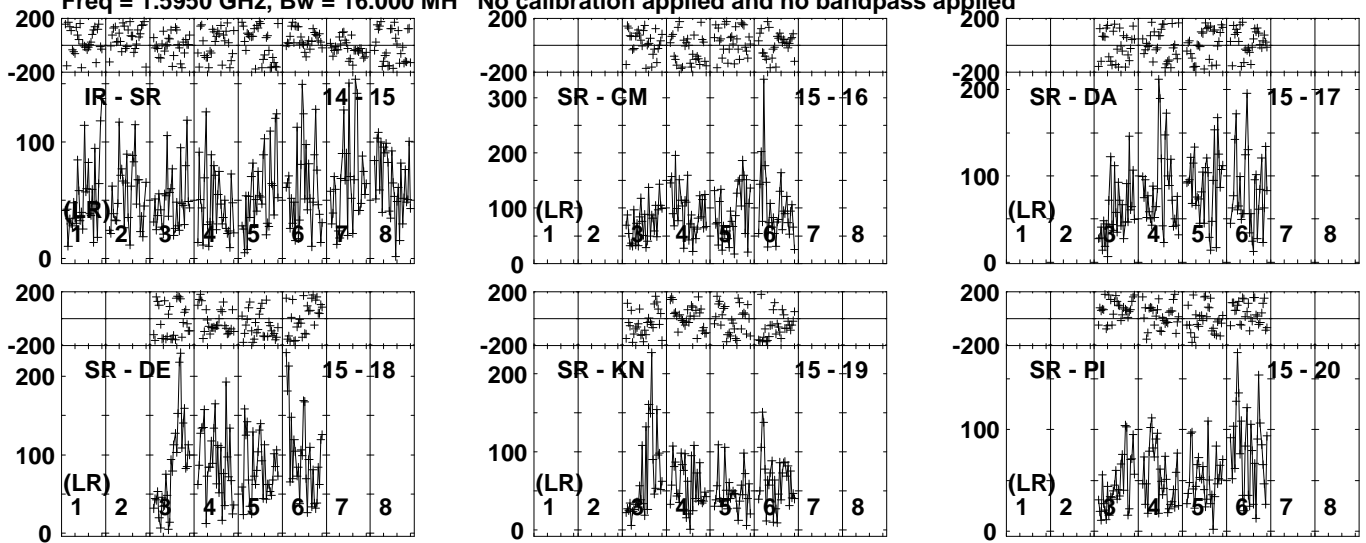 Freq = 1.5950 GHz, Bw = 16.000 MH No calibration applied and no bandpass applied
200
-200
IR - SR 14 - 15
100
(LR)
1 2 3 4 5 6 7 8
0
200
-200
300
SR - CM 15 - 16
200
100
(LR)
1 2 3 4 5 6 7 8
0
200
-200
200
SR - DA 15 - 17
100
(LR)
1 2 3 4 5 6 7 8
0
200
-200
200
SR - DE 15 - 18
100
(LR)
1 2 3 4 5 6 7 8
0
200
-200
200
SR - KN 15 - 19
100
(LR)
1 2 3 4 5 6 7 8
0
200
-200
SR - PI 15 - 20
100
(LR)
1 2 3 4 5 6 7 8
0